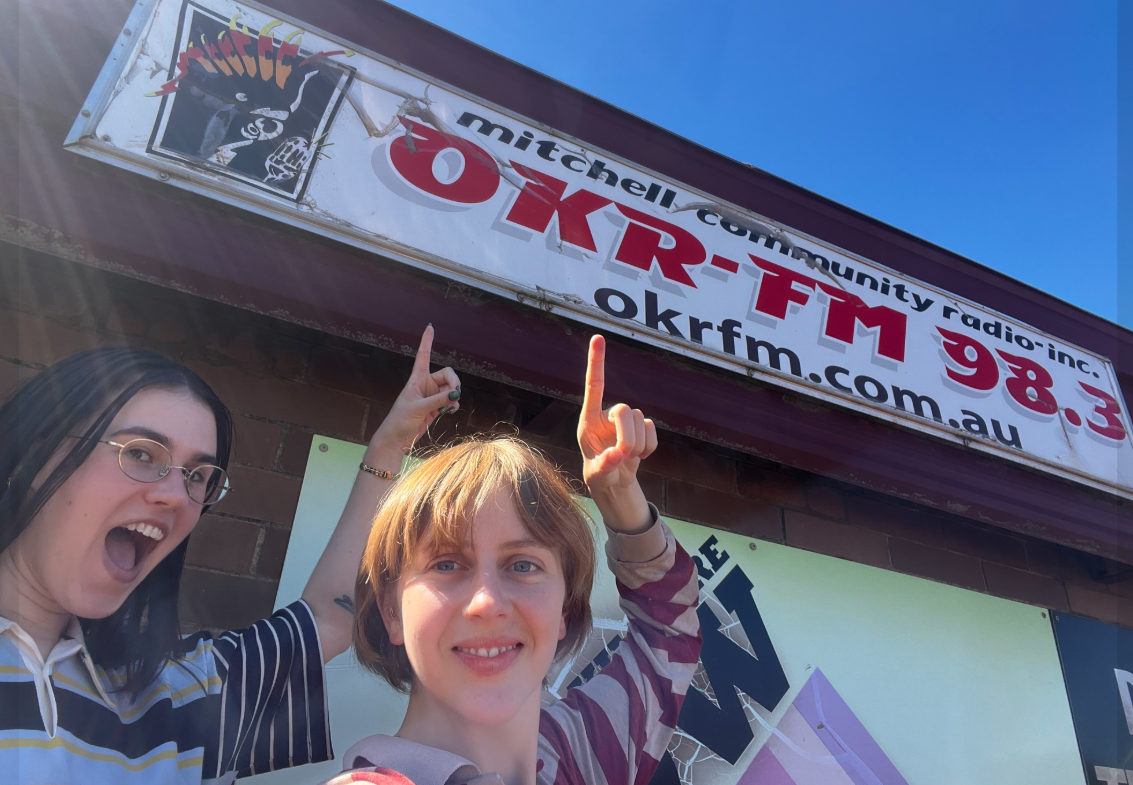 mitchell community radio-inc.
OKR-FM 98.3
okrfm.com.au